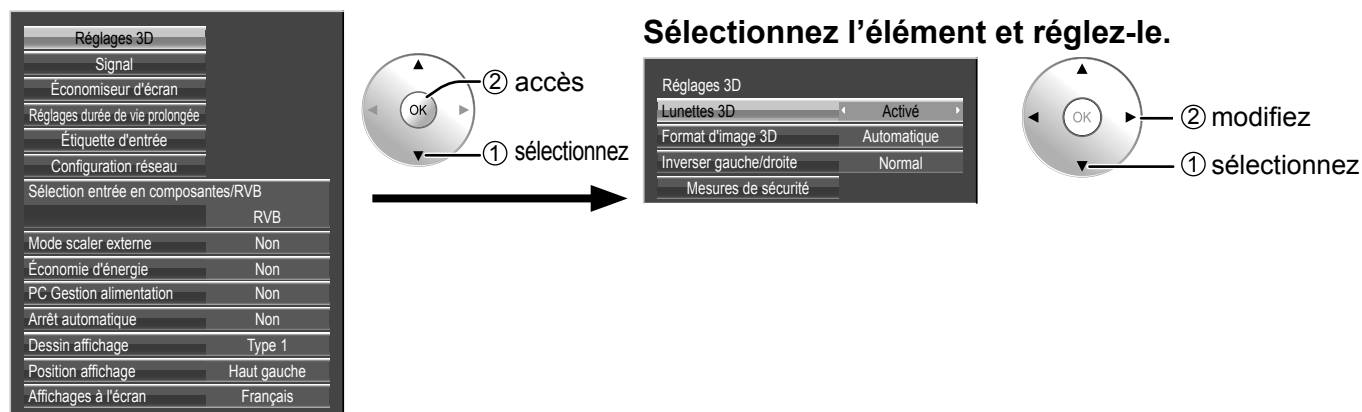 Réglages 3D
Signal
Économiseur d'écran
Réglages durée de vie prolongée
Étiquette d'entrée
Configuration réseau
Sélection entrée en composantes/RVB
RVB
Mode scaler externe Non
Économie d'énergie Non
PC Gestion alimentation Non
Arrêt automatique Non
Dessin affichage Type 1
Position affichage Haut gauche
Affichages à l'écran Français
OK
② accès
① sélectionnez
Sélectionnez l’élément et réglez-le.
Réglages 3D
Lunettes 3D Activé
Format d'image 3D Automatique
Inverser gauche/droite Normal
Mesures de sécurité
OK
② modifiez
① sélectionnez